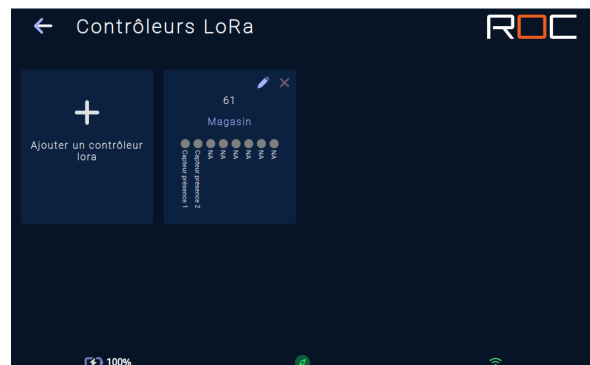 Contrôleurs LoRa
ROC
Ajouter un contrôleur
lora
61
Magasin
Capteur présence 1
Capteur présence 2
NA
NA
NA
NA
NA
NA
100%